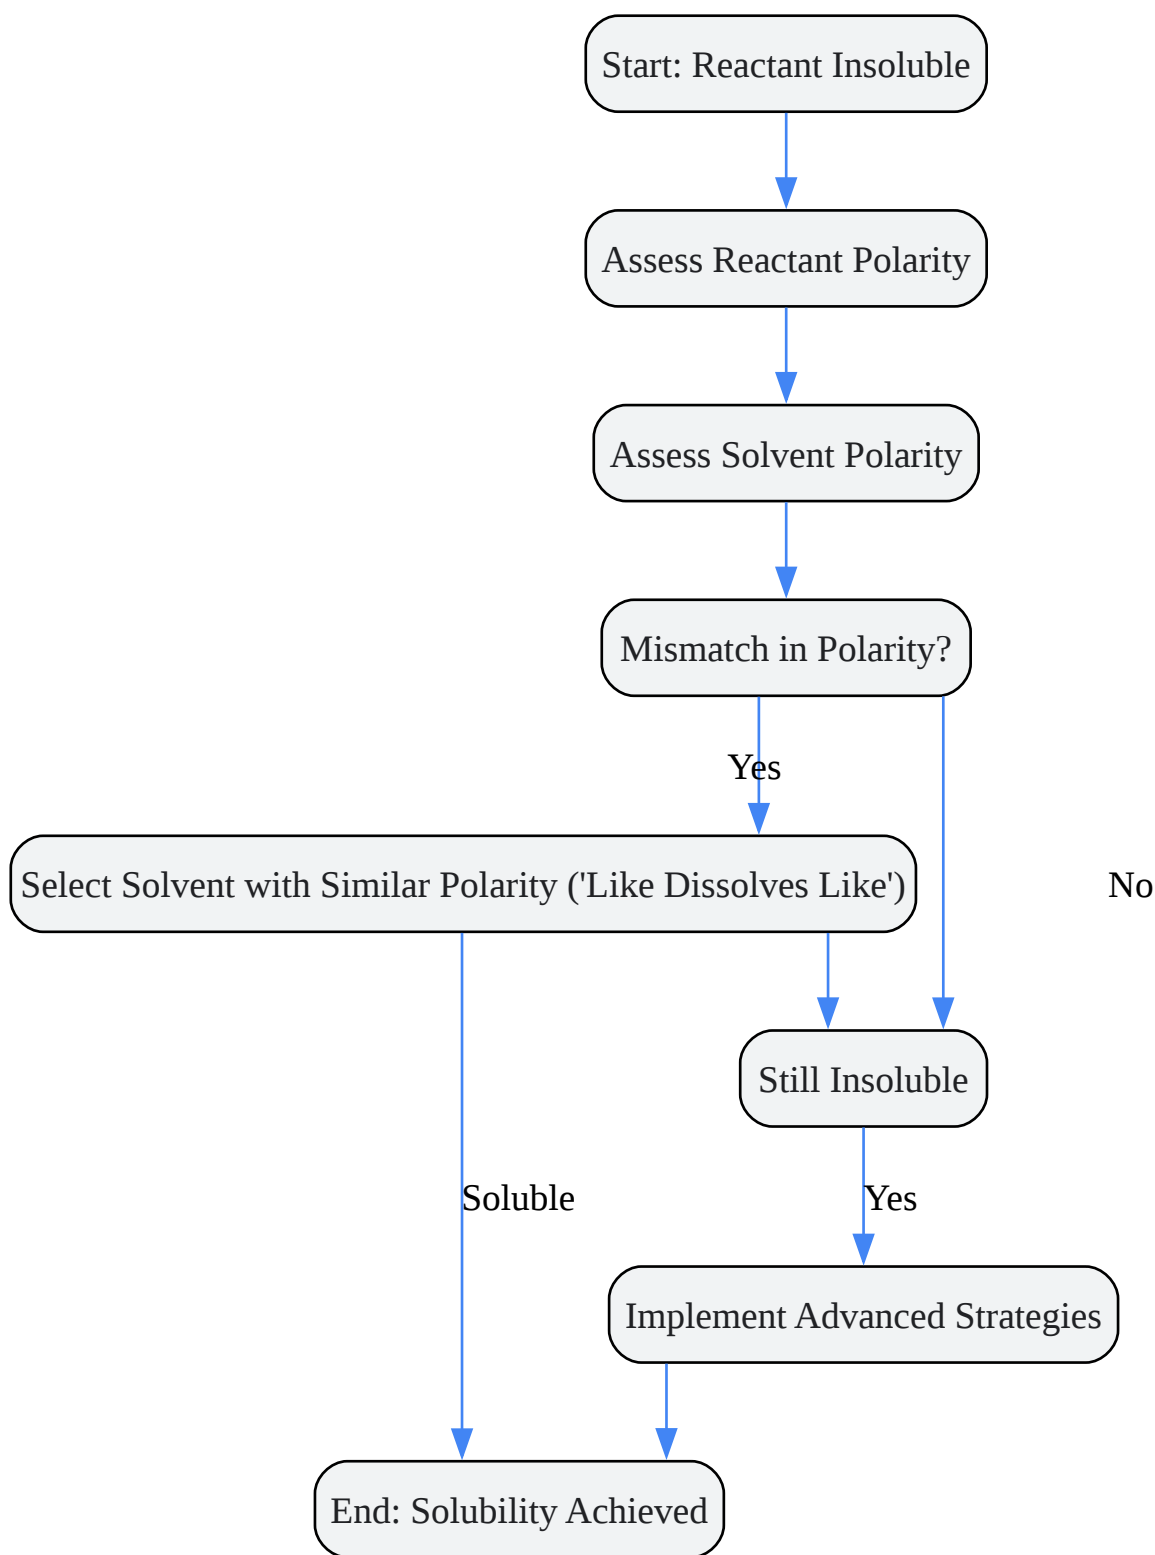 Start: Reactant Insoluble
Assess Reactant Polarity
Assess Solvent Polarity
Mismatch in Polarity?
Yes
Select Solvent with Similar Polarity ('Like Dissolves Like')
No
Still Insoluble
Soluble
Yes
Implement Advanced Strategies
End: Solubility Achieved